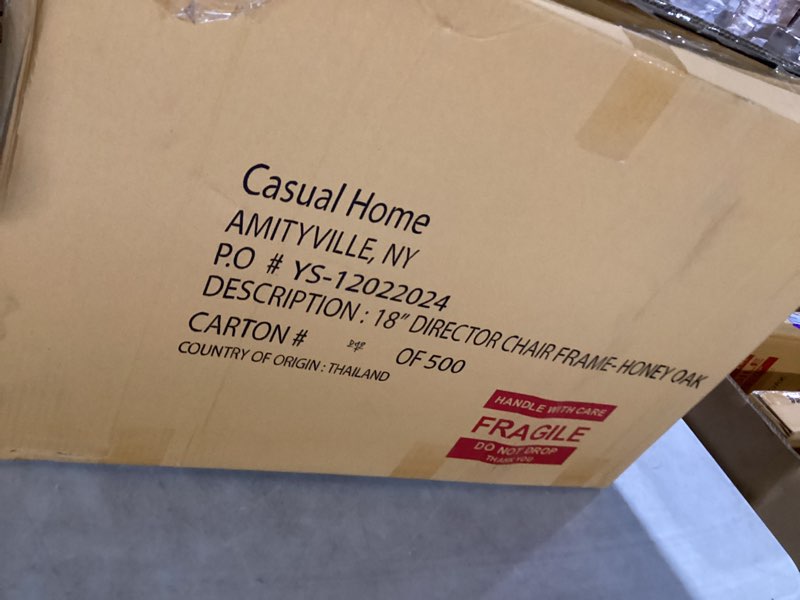 Casual Home
AMITYVILLE, NY
P.O # YS-12022024
DESCRIPTION : 18" DIRECTOR CHAIR FRAME-HONEY OAK
CARTON # OF 500
COUNTRY OF ORIGIN : THAILAND
HANDLE WITH CARE
FRAGILE
DO NOT DROP
THANK YOU